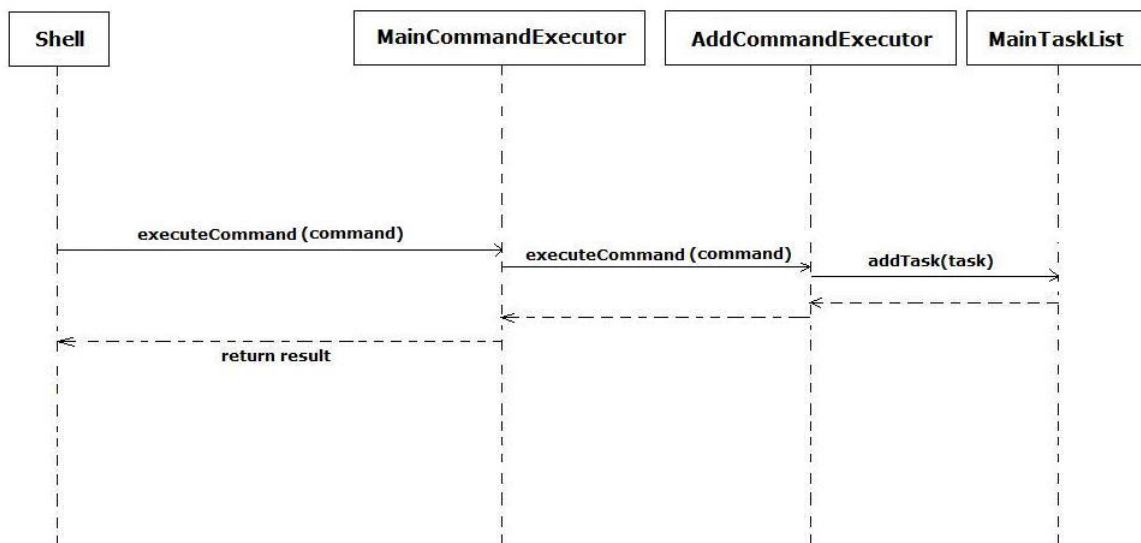 Shell
MainCommandExecutor
AddCommandExecutor
MainTaskList
executeCommand (command)
executeCommand (command)
addTask(task)
return result